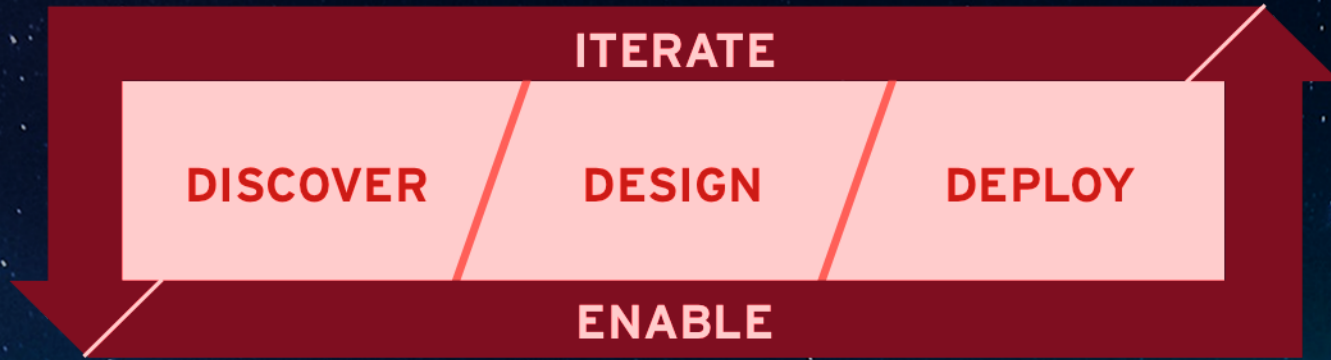 ITERATE
DISCOVER
DESIGN
DEPLOY
ENABLE